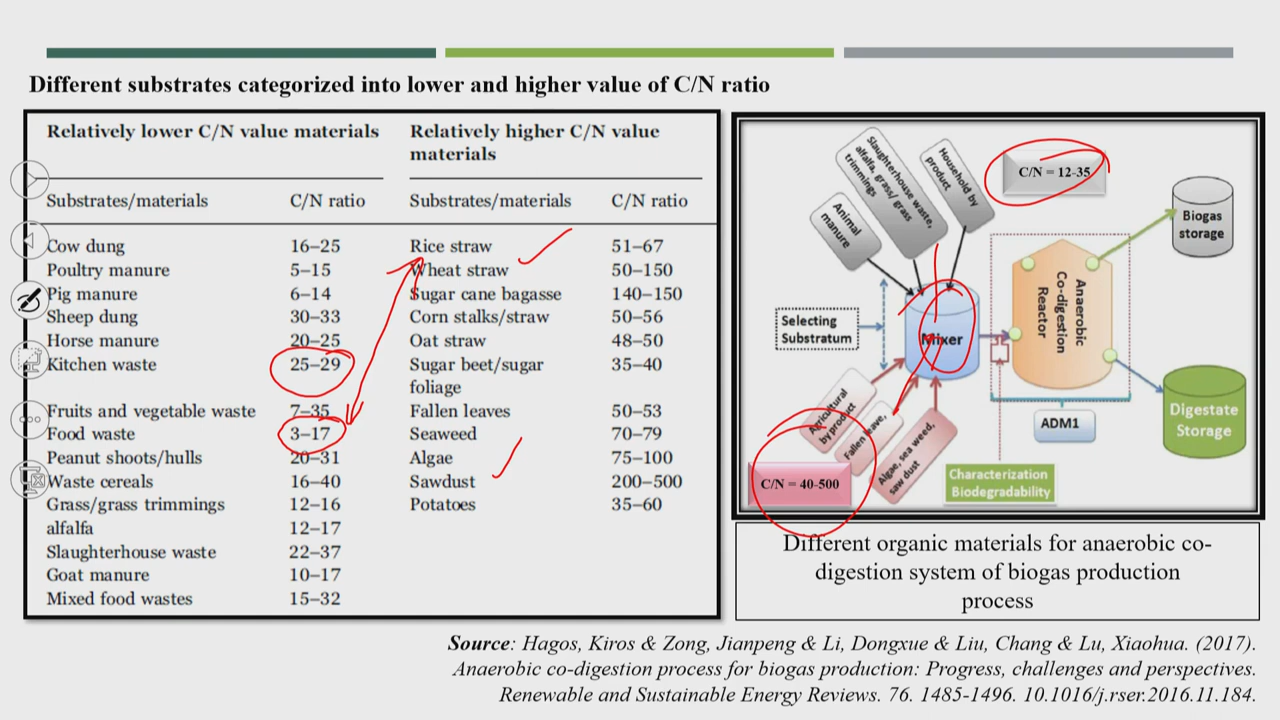 Different substrates categorized into lower and higher value of C/N ratio
Relatively lower C/N value materials
Relatively higher C/N value
materials
Substrates/materials C/N ratio Substrates/materials C/N ratio
Cow dung 16–25 Rice straw 51–67
Poultry manure 5–15 Wheat straw 50–150
Pig manure 6–14 Sugar cane bagasse 140–150
Sheep dung 30–33 Corn stalks/straw 50–56
Horse manure 20–25 Oat straw 48–50
Kitchen waste 25–29 Sugar beet/sugar 35–40
foliage
Fruits and vegetable waste 7–35 Fallen leaves 50–53
Food waste 3–17 Seaweed 70–79
Peanut shoots/hulls 20–31 Algae 75–100
Waste cereals 16–40 Sawdust 200–500
Grass/grass trimmings 12–16 Potatoes 35–60
alfalfa 12–17
Slaughterhouse waste 22–37
Goat manure 10–17
Mixed food wastes 15–32
Animal
manure
Slaughterhouse waste,
alfalfa, grass/ grass
trimmings
Household by
product
C/N = 12-35
Biogas
storage
Selecting
Substratum
Mixer
Anaerobic
Co-digestion
Reactor
Agricultural
by product
Fallen leave,
Algae, sea weed,
saw dust
C/N = 40-500
ADM1
Characterization
Biodegradability
Digestate
Storage
Different organic materials for anaerobic co-
digestion system of biogas production
process
Source: Hagos, Kiros & Zong, Jianpeng & Li, Dongxue & Liu, Chang & Lu, Xiaohua. (2017).
Anaerobic co-digestion process for biogas production: Progress, challenges and perspectives.
Renewable and Sustainable Energy Reviews. 76. 1485-1496. 10.1016/j.rser.2016.11.184.